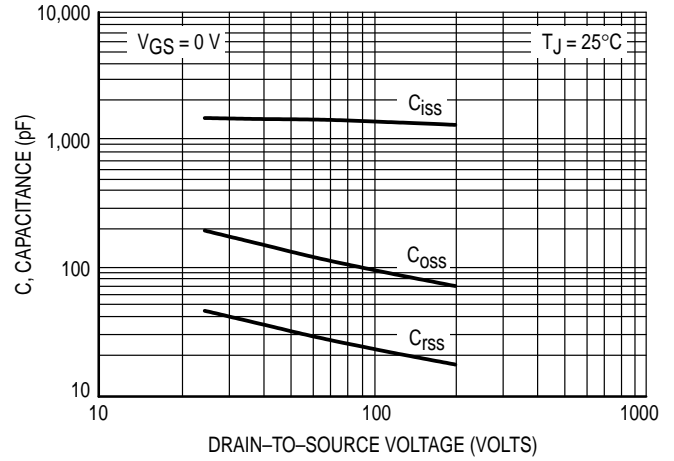 10,000
VGS = 0 V
TJ = 25°C
Ciss
1,000
C, CAPACITANCE (pF)
Coss
100
Crss
10
10
100
1000
DRAIN–TO–SOURCE VOLTAGE (VOLTS)